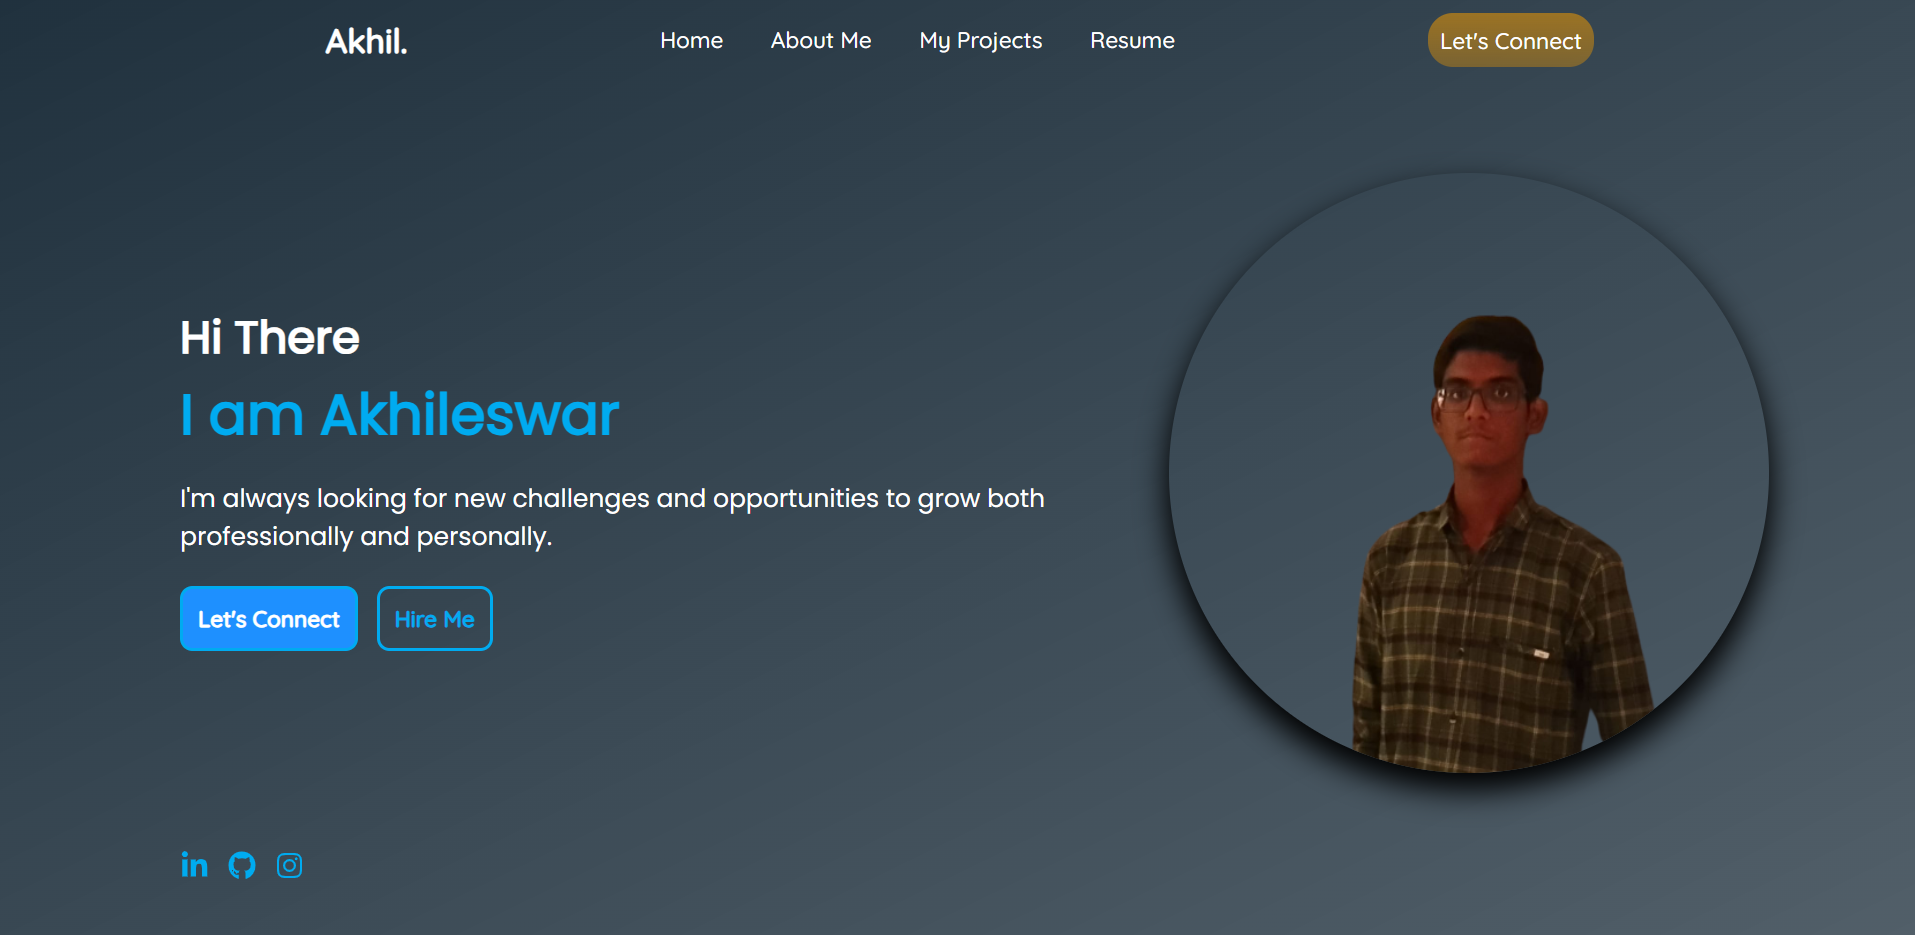 Akhil.
Home
About Me
My Projects
Resume
Let's Connect
Hi There
I am Akhileswar
I'm always looking for new challenges and opportunities to grow both
professionally and personally.
Let's Connect
Hire Me
in